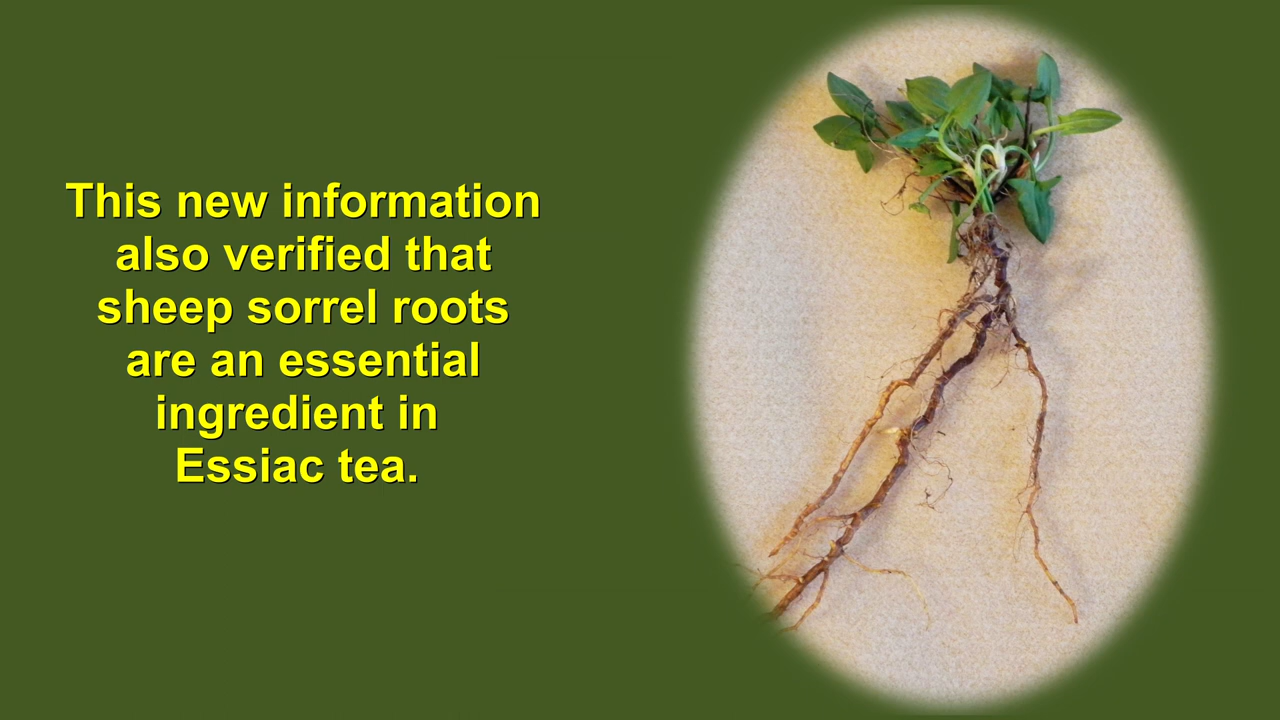 This new information
also verified that
sheep sorrel roots
are an essential
ingredient in
Essiac tea.